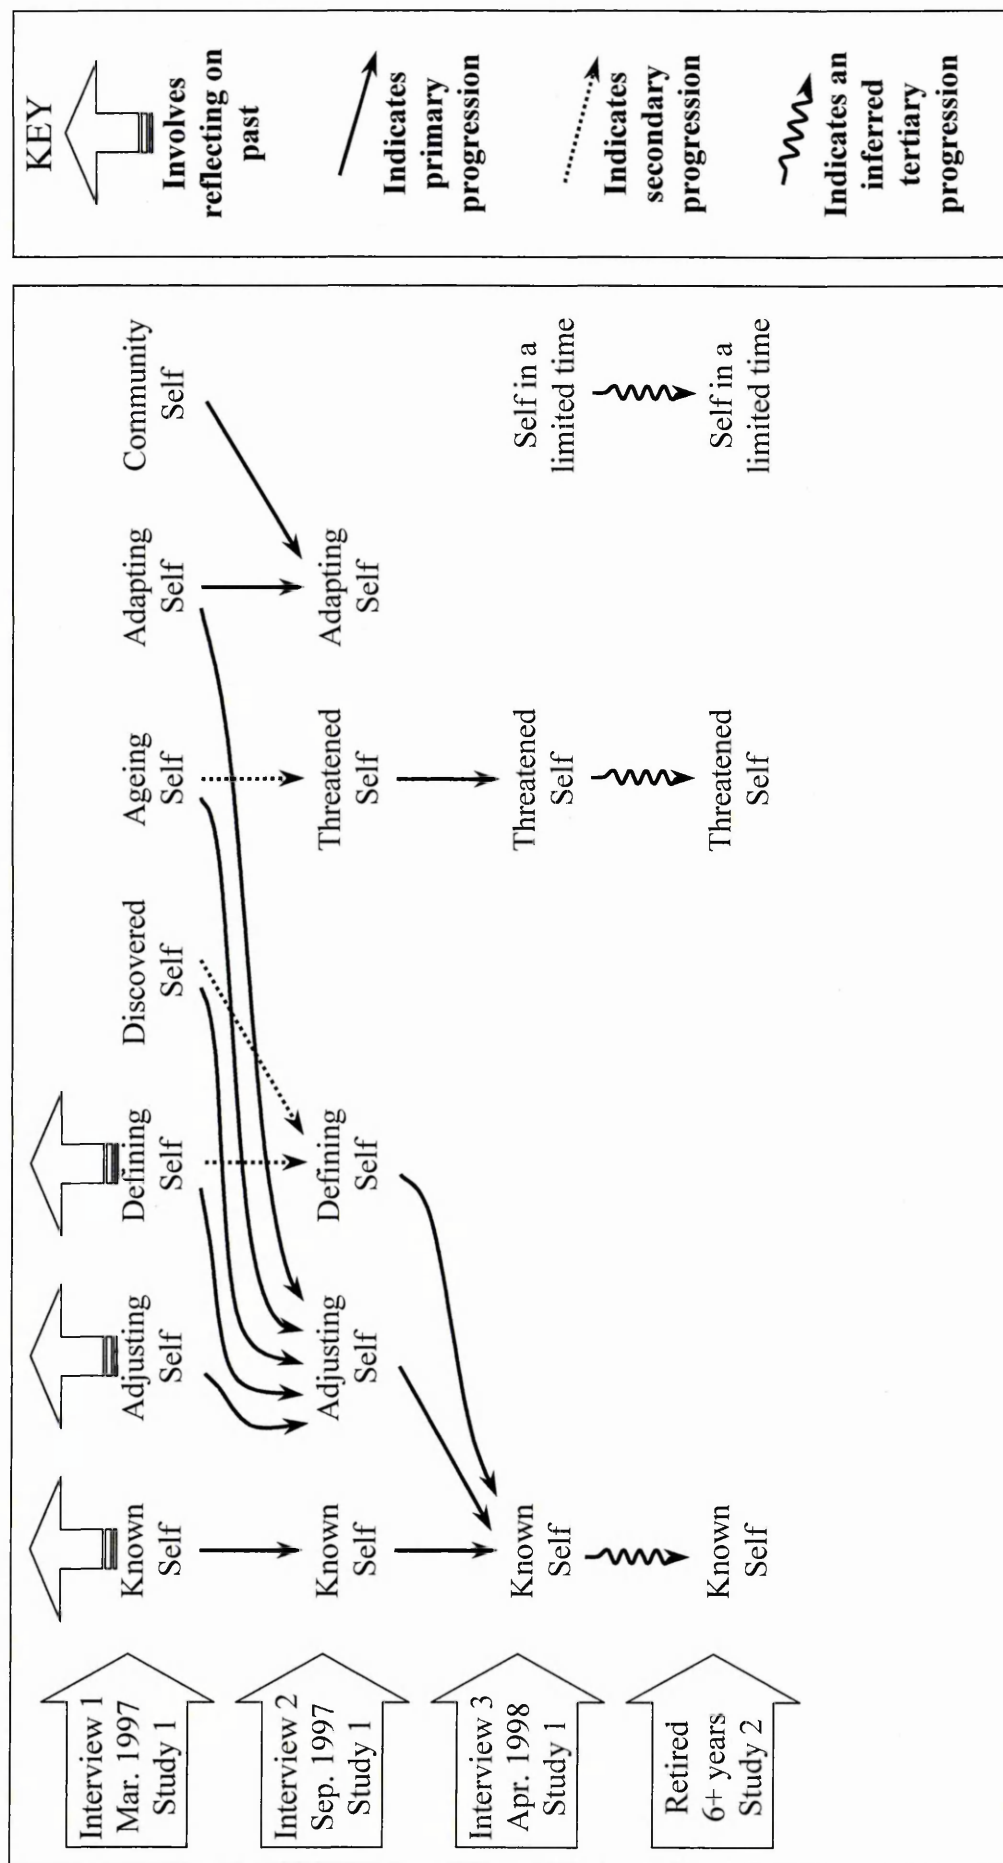 Interview 1
Mar. 1997
Study 1
Known
Self
Adjusting
Self
Defining
Self
Discovered
Self
Ageing
Self
Adapting
Self
Community
Self
Interview 2
Sep. 1997
Study 1
Known
Self
Adjusting
Self
Defining
Self
Threatened
Self
Adapting
Self
Interview 3
Apr. 1998
Study 1
Known
Self
Threatened
Self
Self in a
limited time
Retired
6+ years
Study 2
Known
Self
Threatened
Self
Self in a
limited time
KEY
Involves
reflecting on
past
Indicates
primary
progression
Indicates
secondary
progression
Indicates an
inferred
tertiary
progression